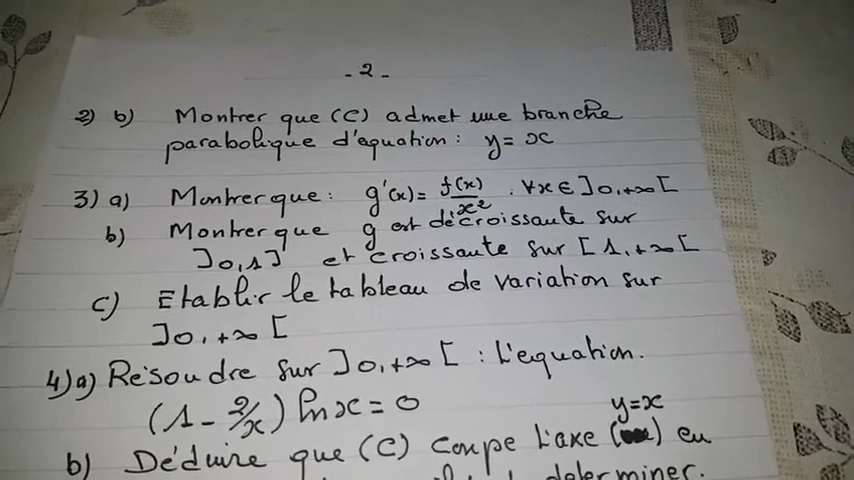 - 2 -
2) b) Montrer que (C) admet une branche
parabolique d'equation : y = x
3) a) Montrer que : g'(x) = f(x)/x² . ∀x ∈ ]0,+∞[
b) Montrer que g est décroissante sur
]0,1] et croissante sur [1,+∞[
c) Etablir le tableau de variation sur
]0,+∞[
4) a) Résoudre sur ]0,+∞[ : L'equation.
(1 - 2/x) ln x = 0
y = x
b) Déduire que (C) coupe l'axe en
determiner.